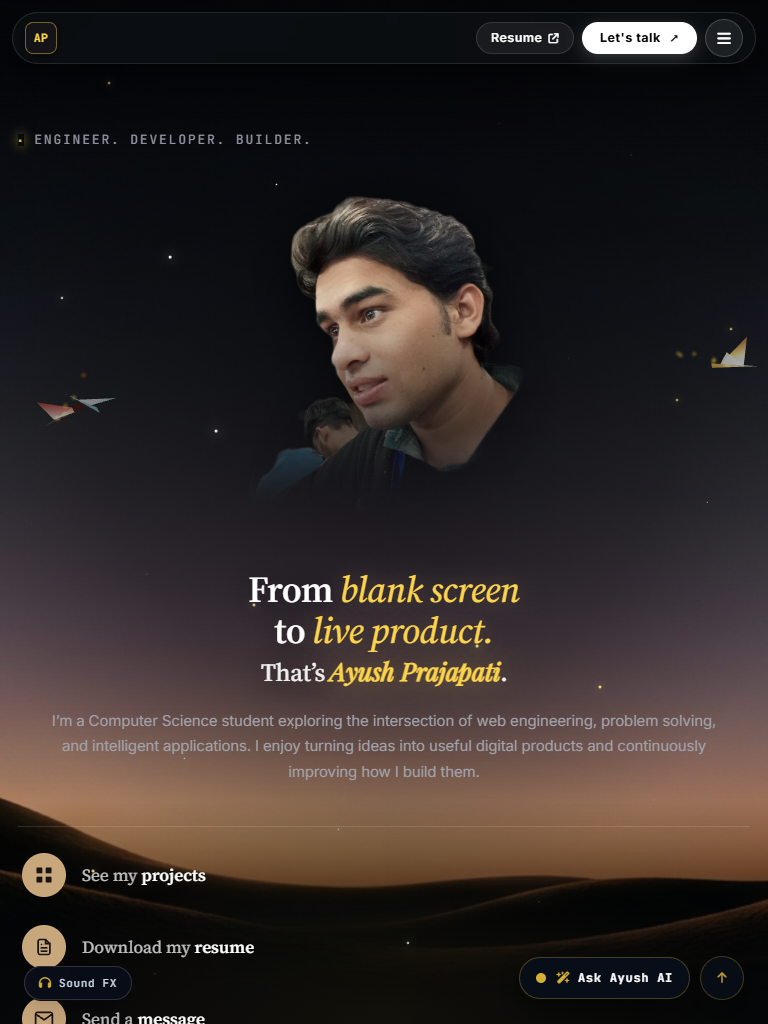 AP
Resume
Let's talk ↗
ENGINEER. DEVELOPER. BUILDER.
From blank screen
to live product.
That's Ayush Prajapati.
I'm a Computer Science student exploring the intersection of web engineering, problem solving,
and intelligent applications. I enjoy turning ideas into useful digital products and continuously
improving how I build them.
See my projects
Download my resume
Sound FX
Ask Ayush AI
Send a message